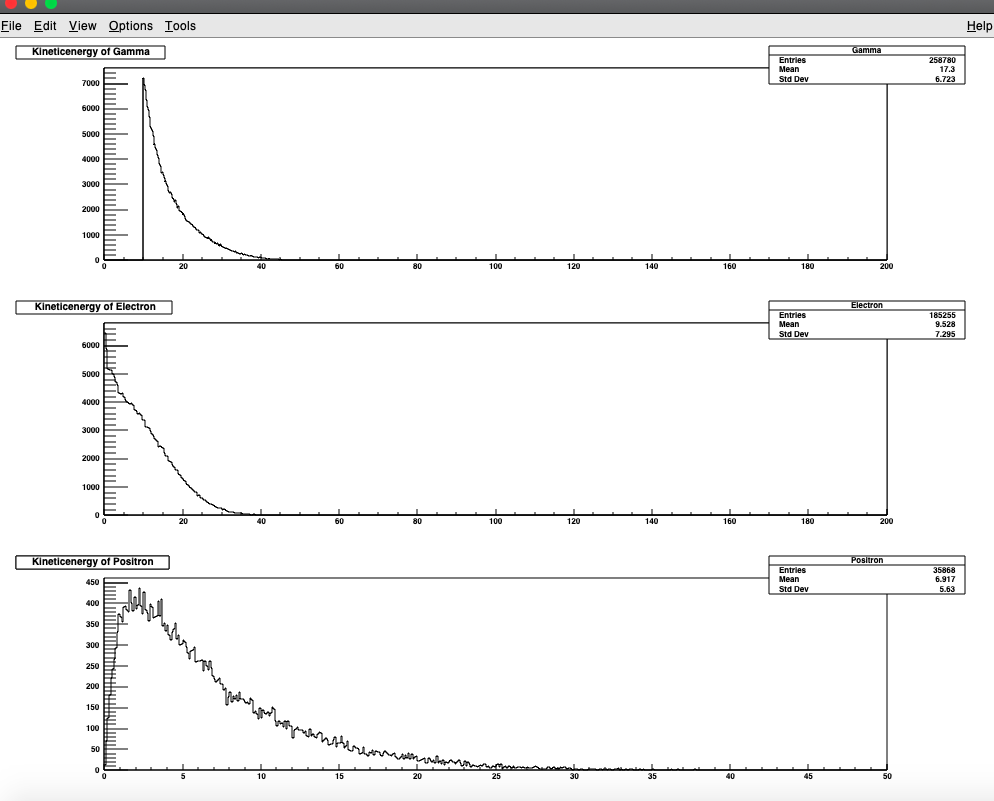 File Edit View Options Tools Help
Kineticenergy of Gamma
Gamma
Entries 258780
Mean 17.3
Std Dev 6.723
7000
6000
5000
4000
3000
2000
1000
0
0 20 40 60 80 100 120 140 160 180 200
Kineticenergy of Electron
Electron
Entries 185255
Mean 9.528
Std Dev 7.295
6000
5000
4000
3000
2000
1000
0
0 20 40 60 80 100 120 140 160 180 200
Kineticenergy of Positron
Positron
Entries 35868
Mean 6.917
Std Dev 5.63
450
400
350
300
250
200
150
100
50
0
0 5 10 15 20 25 30 35 40 45 50